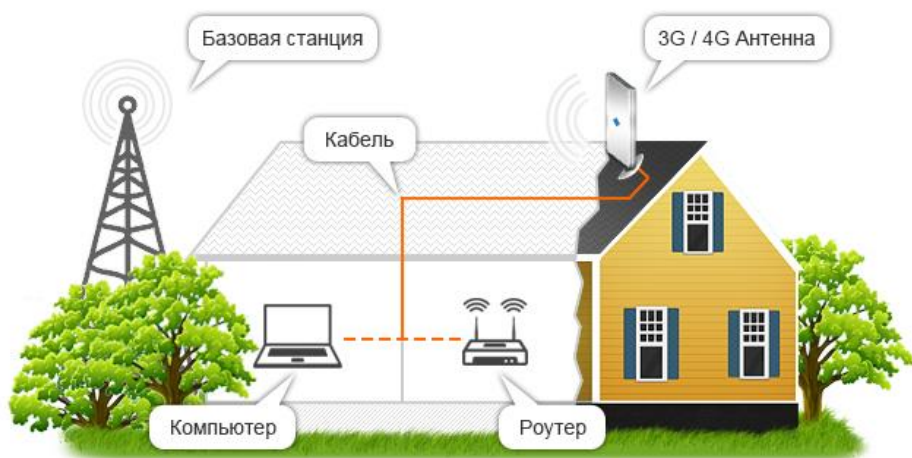 Базовая станция
3G / 4G Антенна
Кабель
Компьютер
Роутер